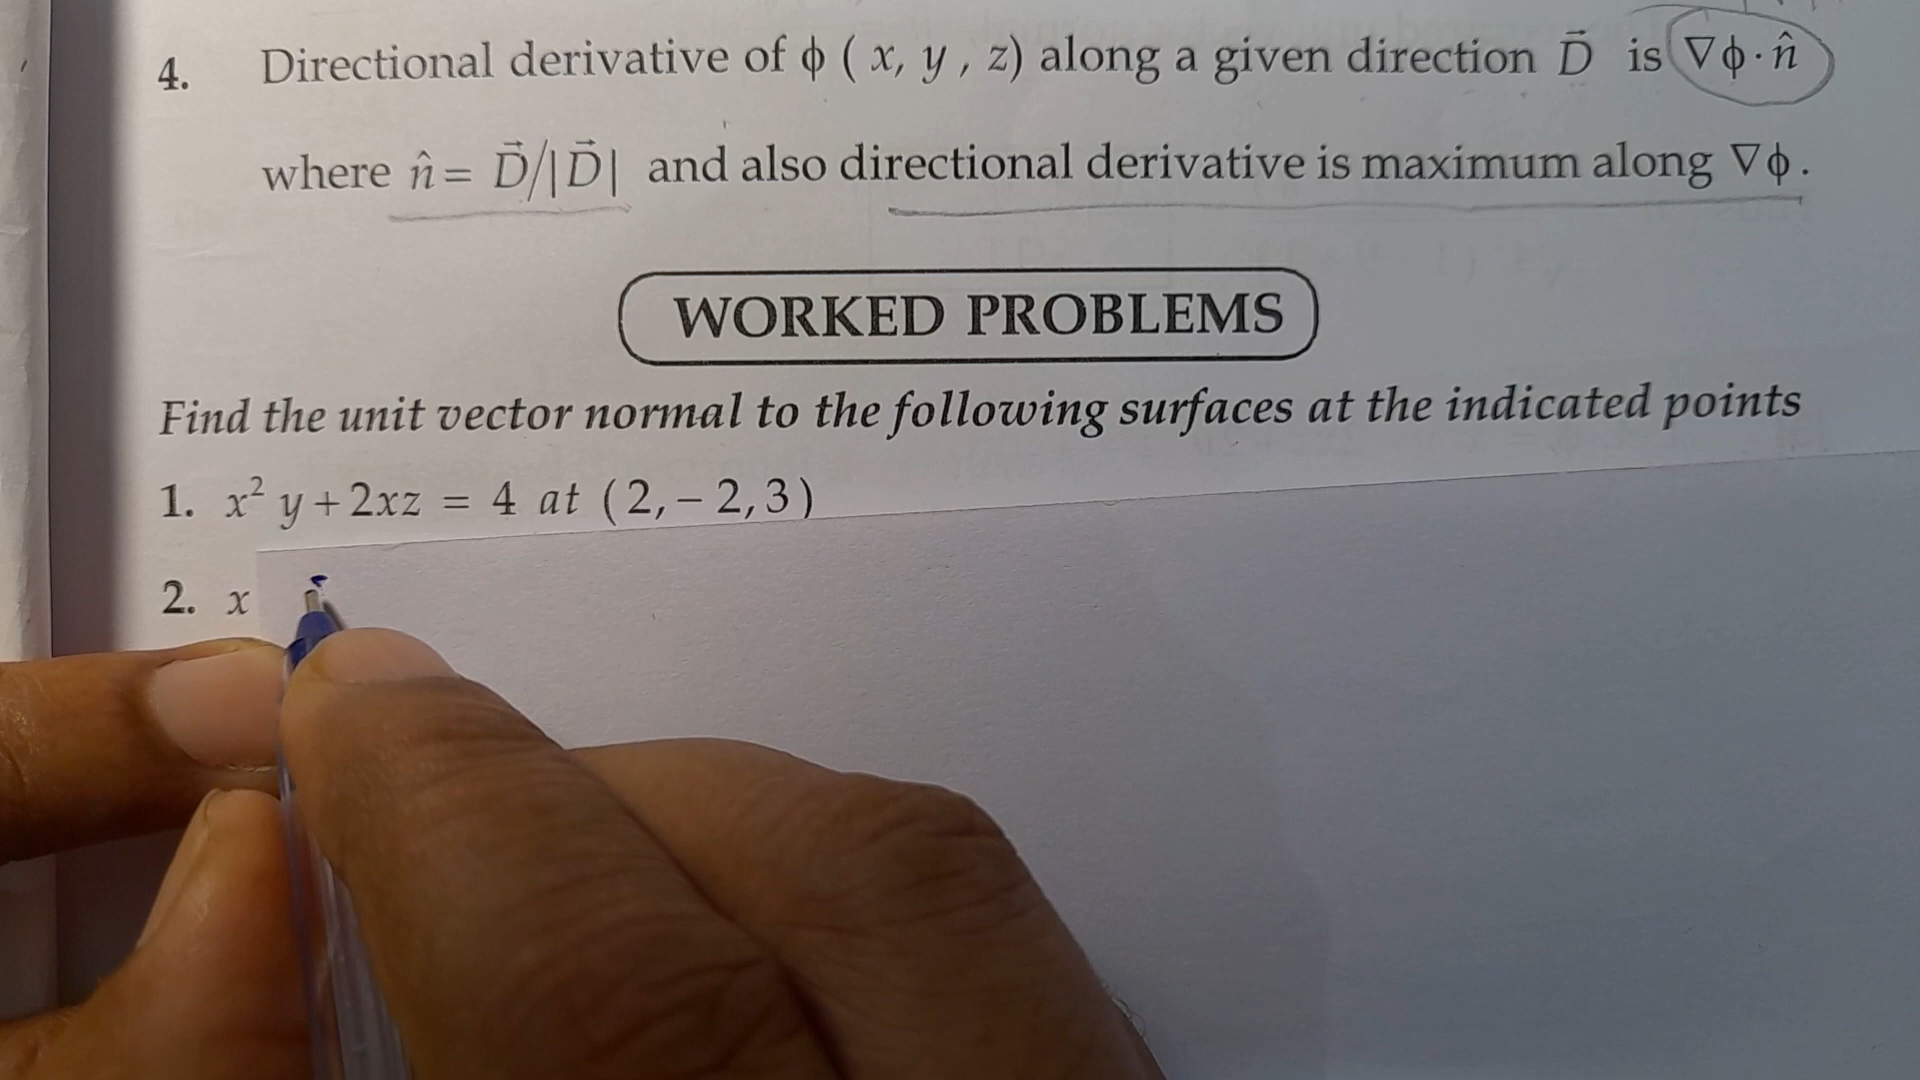 4. Directional derivative of ϕ ( x, y , z) along a given direction D⃗ is ∇ϕ · n̂
where n̂ = D⃗/|D⃗| and also directional derivative is maximum along ∇ϕ .
WORKED PROBLEMS
Find the unit vector normal to the following surfaces at the indicated points
1. x² y + 2xz = 4 at (2, – 2, 3)
2. x